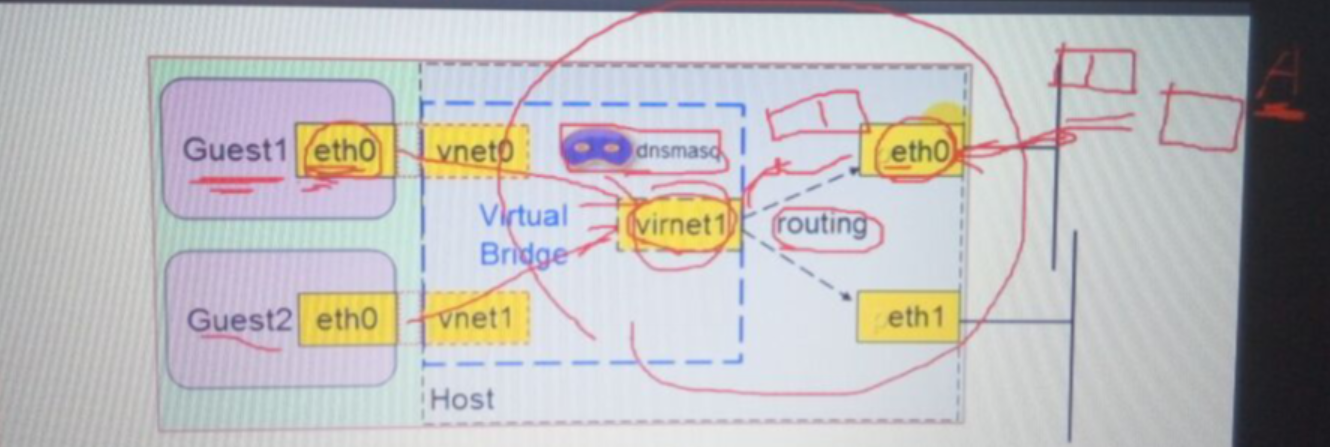 Guest1 eth0 vnet0 dnsmasq eth0 A
Virtual
Bridge
virnet1 routing
Guest2 eth0 vnet1 eth1
Host